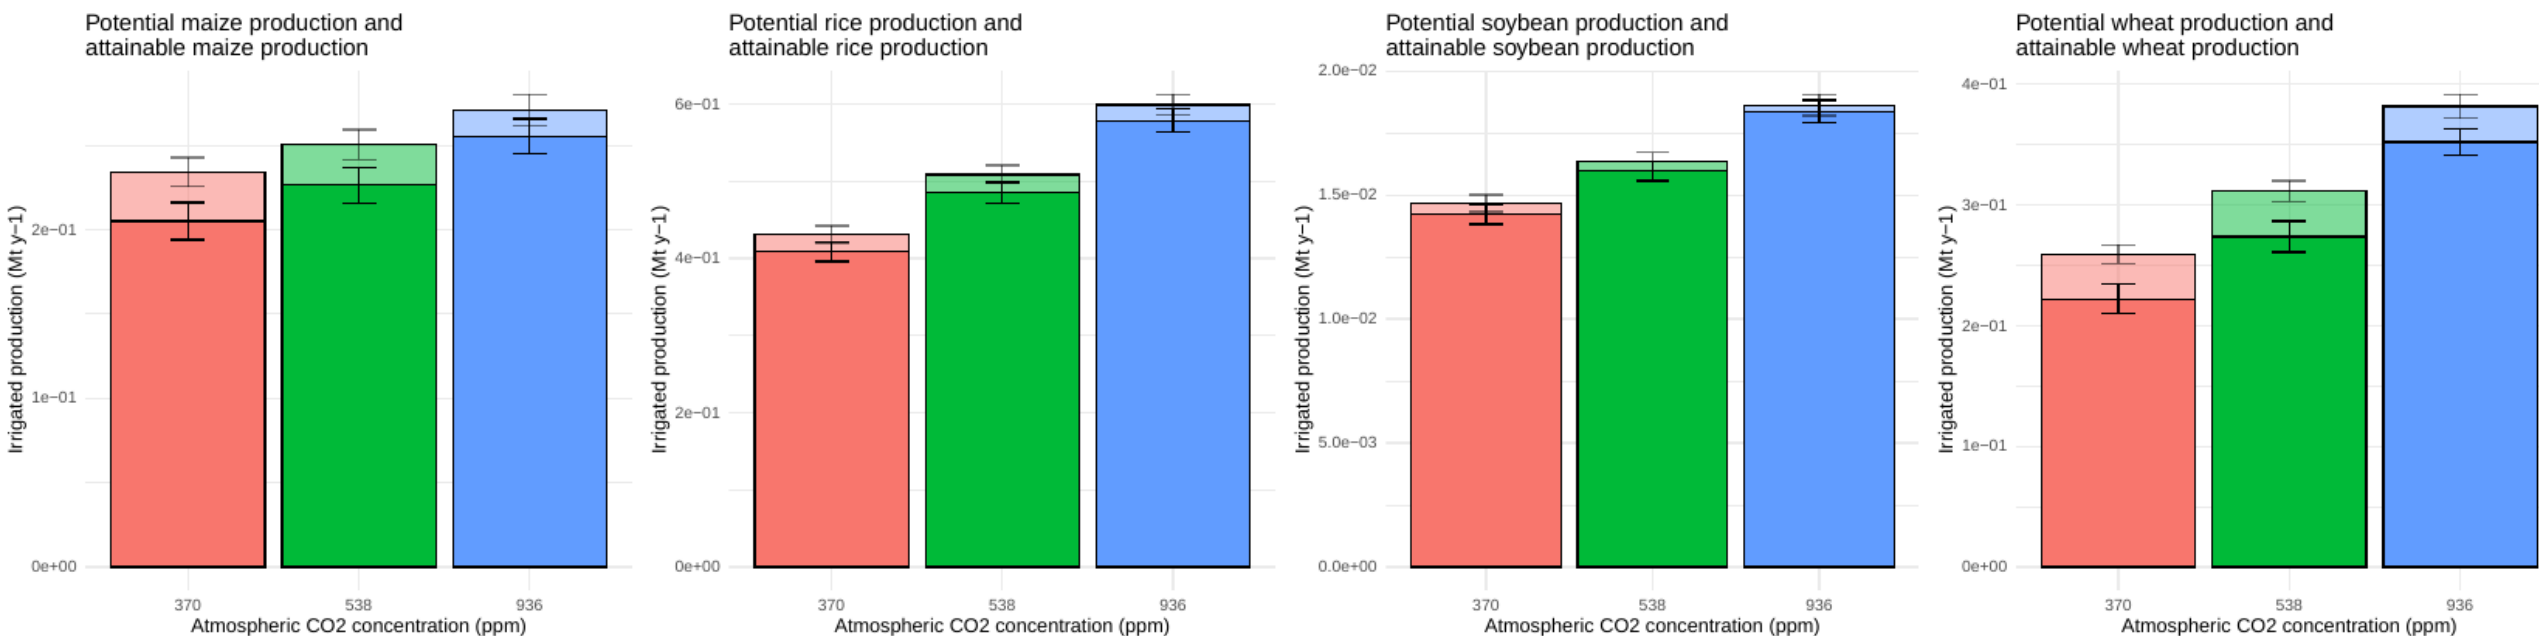 Potential maize production and
attainable maize production
Irrigated production (Mt y−1)
2e−01
1e−01
0e+00
370
538
936
Atmospheric CO2 concentration (ppm)
Potential rice production and
attainable rice production
Irrigated production (Mt y−1)
6e−01
4e−01
2e−01
0e+00
370
538
936
Atmospheric CO2 concentration (ppm)
Potential soybean production and
attainable soybean production
Irrigated production (Mt y−1)
2.0e−02
1.5e−02
1.0e−02
5.0e−03
0.0e+00
370
538
936
Atmospheric CO2 concentration (ppm)
Potential wheat production and
attainable wheat production
Irrigated production (Mt y−1)
4e−01
3e−01
2e−01
1e−01
0e+00
370
538
936
Atmospheric CO2 concentration (ppm)